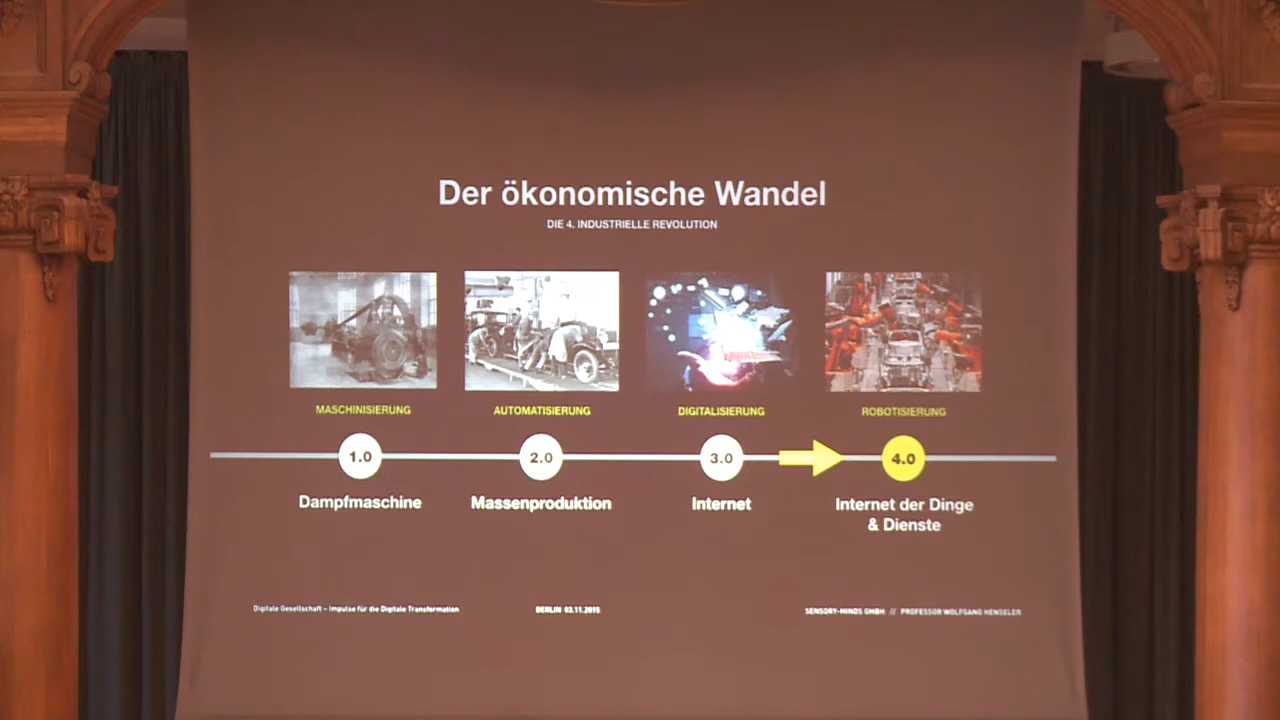 Der ökonomische Wandel
DIE 4. INDUSTRIELLE REVOLUTION
MASCHINISIERUNG
AUTOMATISIERUNG
DIGITALISIERUNG
ROBOTISIERUNG
1.0
2.0
3.0
4.0
Dampfmaschine
Massenproduktion
Internet
Internet der Dinge
& Dienste
Digitale Gesellschaft – Impulse für die Digitale Transformation
BERLIN 03.11.2015
SENSORY-MINDS GMBH // PROFESSOR WOLFGANG HENSELER